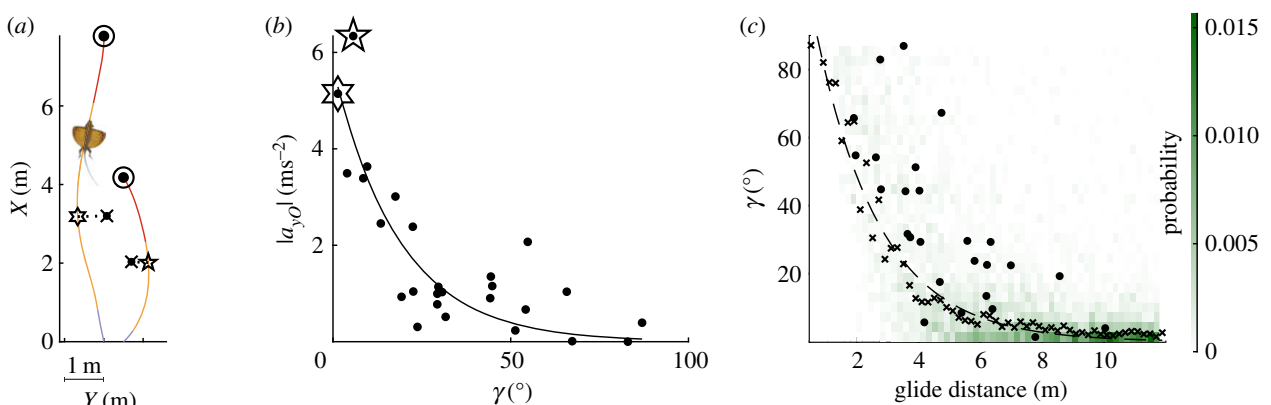 (a)
X (m)
6
4
2
0
1 m
Y (m)
(b)
|a_yO| (ms⁻²)
6
4
2
0
50
100
γ(°)
(c)
γ(°)
80
60
40
20
2
4
6
8
10
glide distance (m)
probability
0.015
0.010
0.005
0